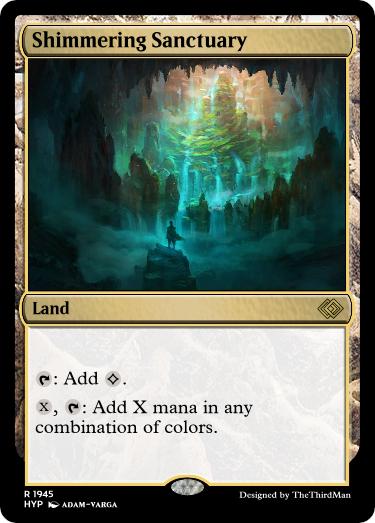 Shimmering Sanctuary
Land
: Add .
X, : Add X mana in any
combination of colors.
R 1945
HYP ADAM-VARGA
Designed by TheThirdMan